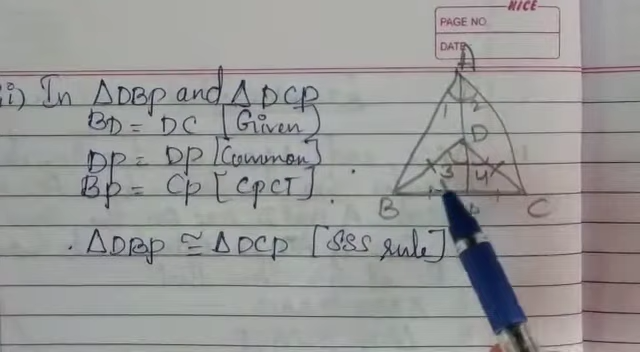 NICE
PAGE NO.
DATE
ii) In ΔDBP and ΔDCP
BD = DC [Given]
DP = DP [Common]
BP = CP [CPCT]
∴ ΔDBP ≅ ΔDCP [SSS rule]
A
1 2
D
3 4
B P C